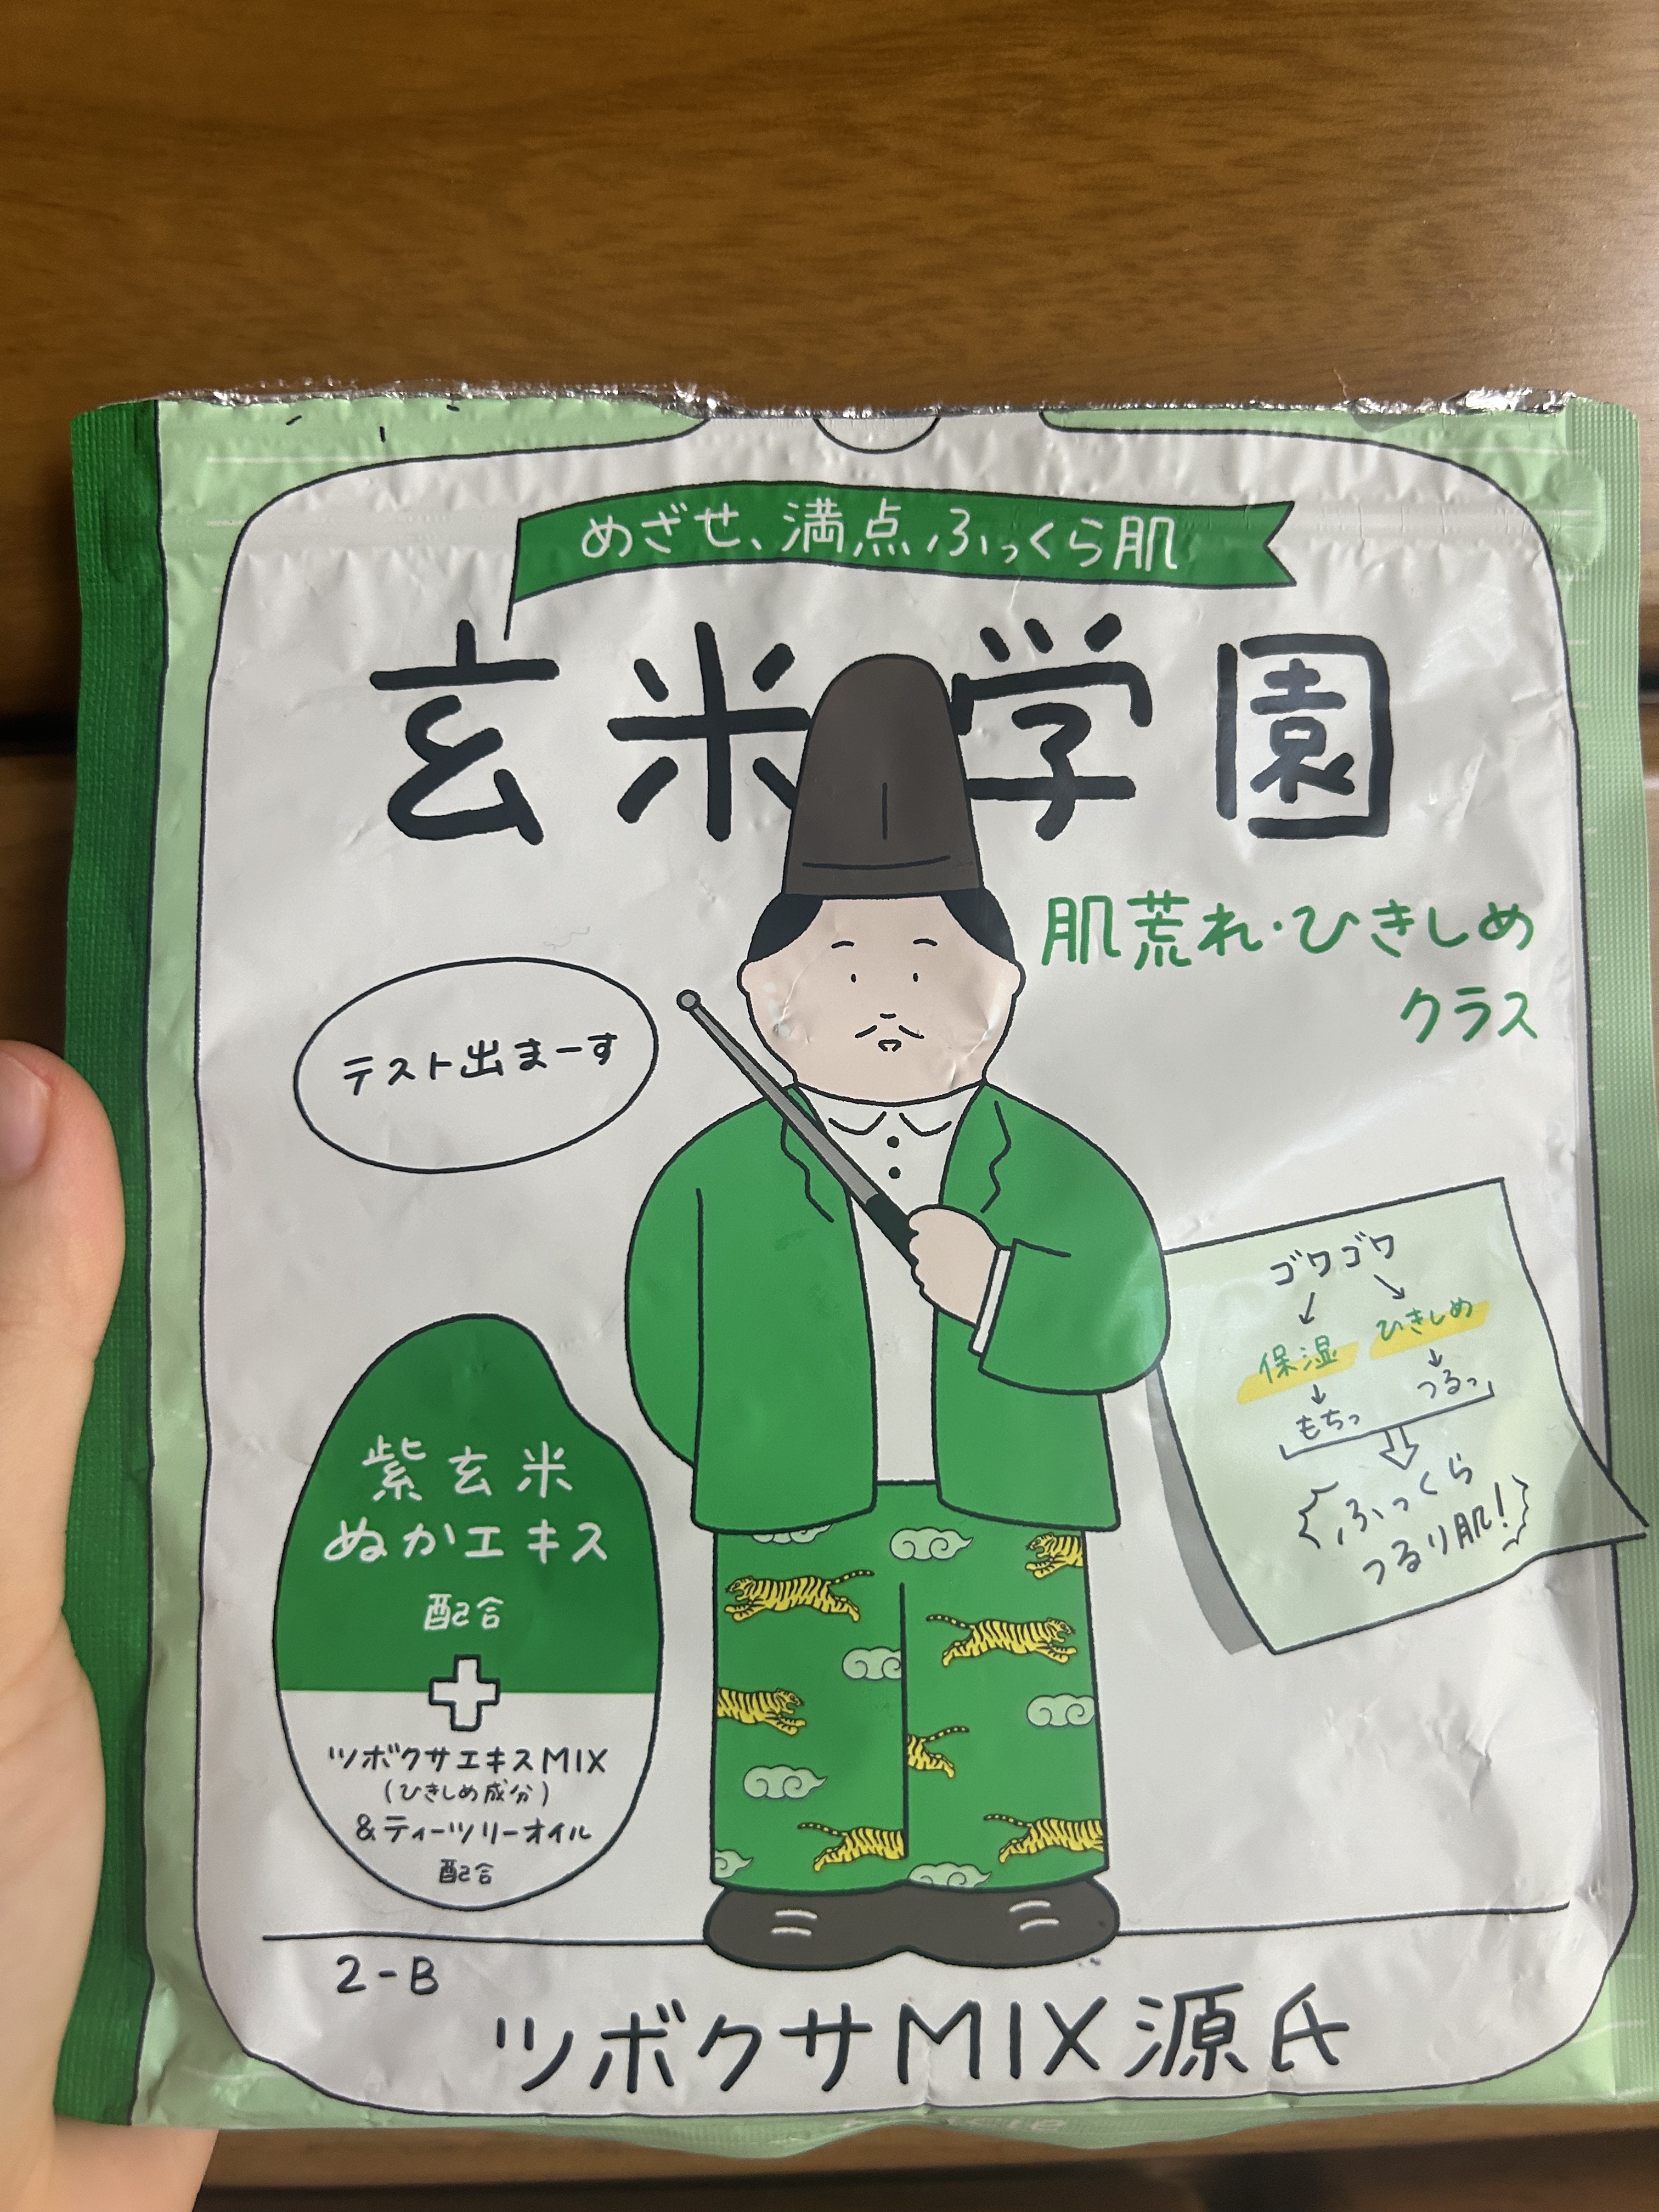 めざせ、満点ふっくら肌
玄米学園
肌荒れ・ひきしめ
クラス
テスト出まーす
ゴワゴワ
保湿 ひきしめ
もちっ つるっ
ふっくら
つるり肌!
紫玄米
ぬかエキス
配合
ツボクサエキスMIX
(ひきしめ成分)
&ティーツリーオイル
配合
2-B
ツボクサMIX源氏